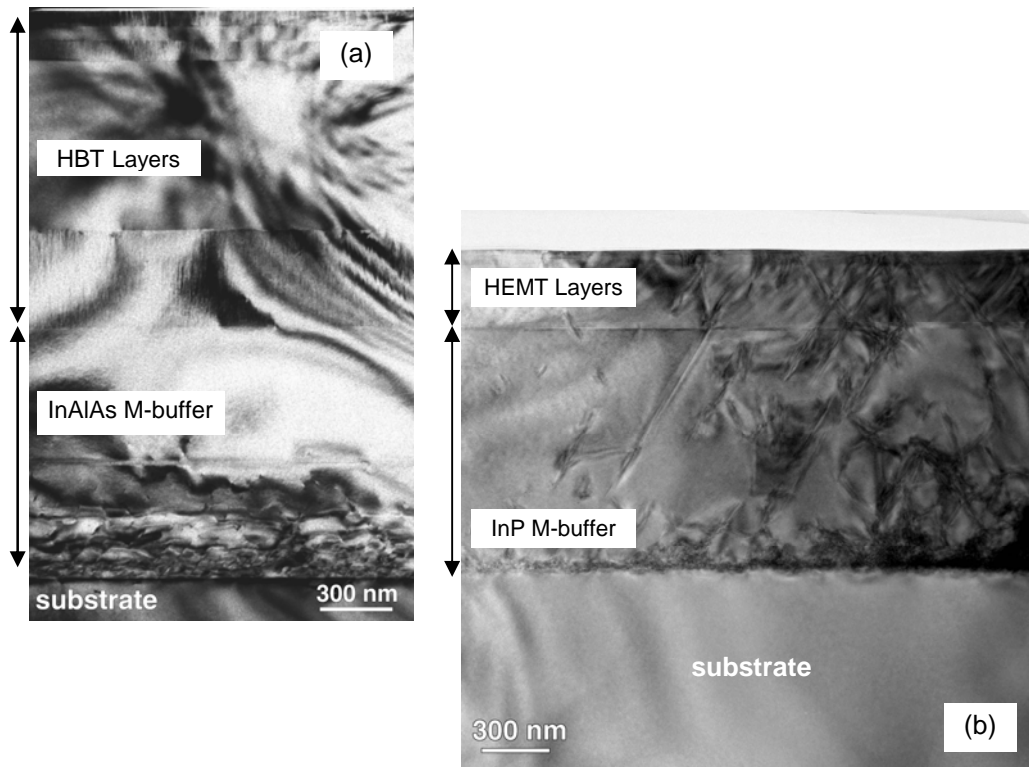 (a)
HBT Layers
InAlAs M-buffer
substrate
300 nm
HEMT Layers
InP M-buffer
substrate
300 nm
(b)